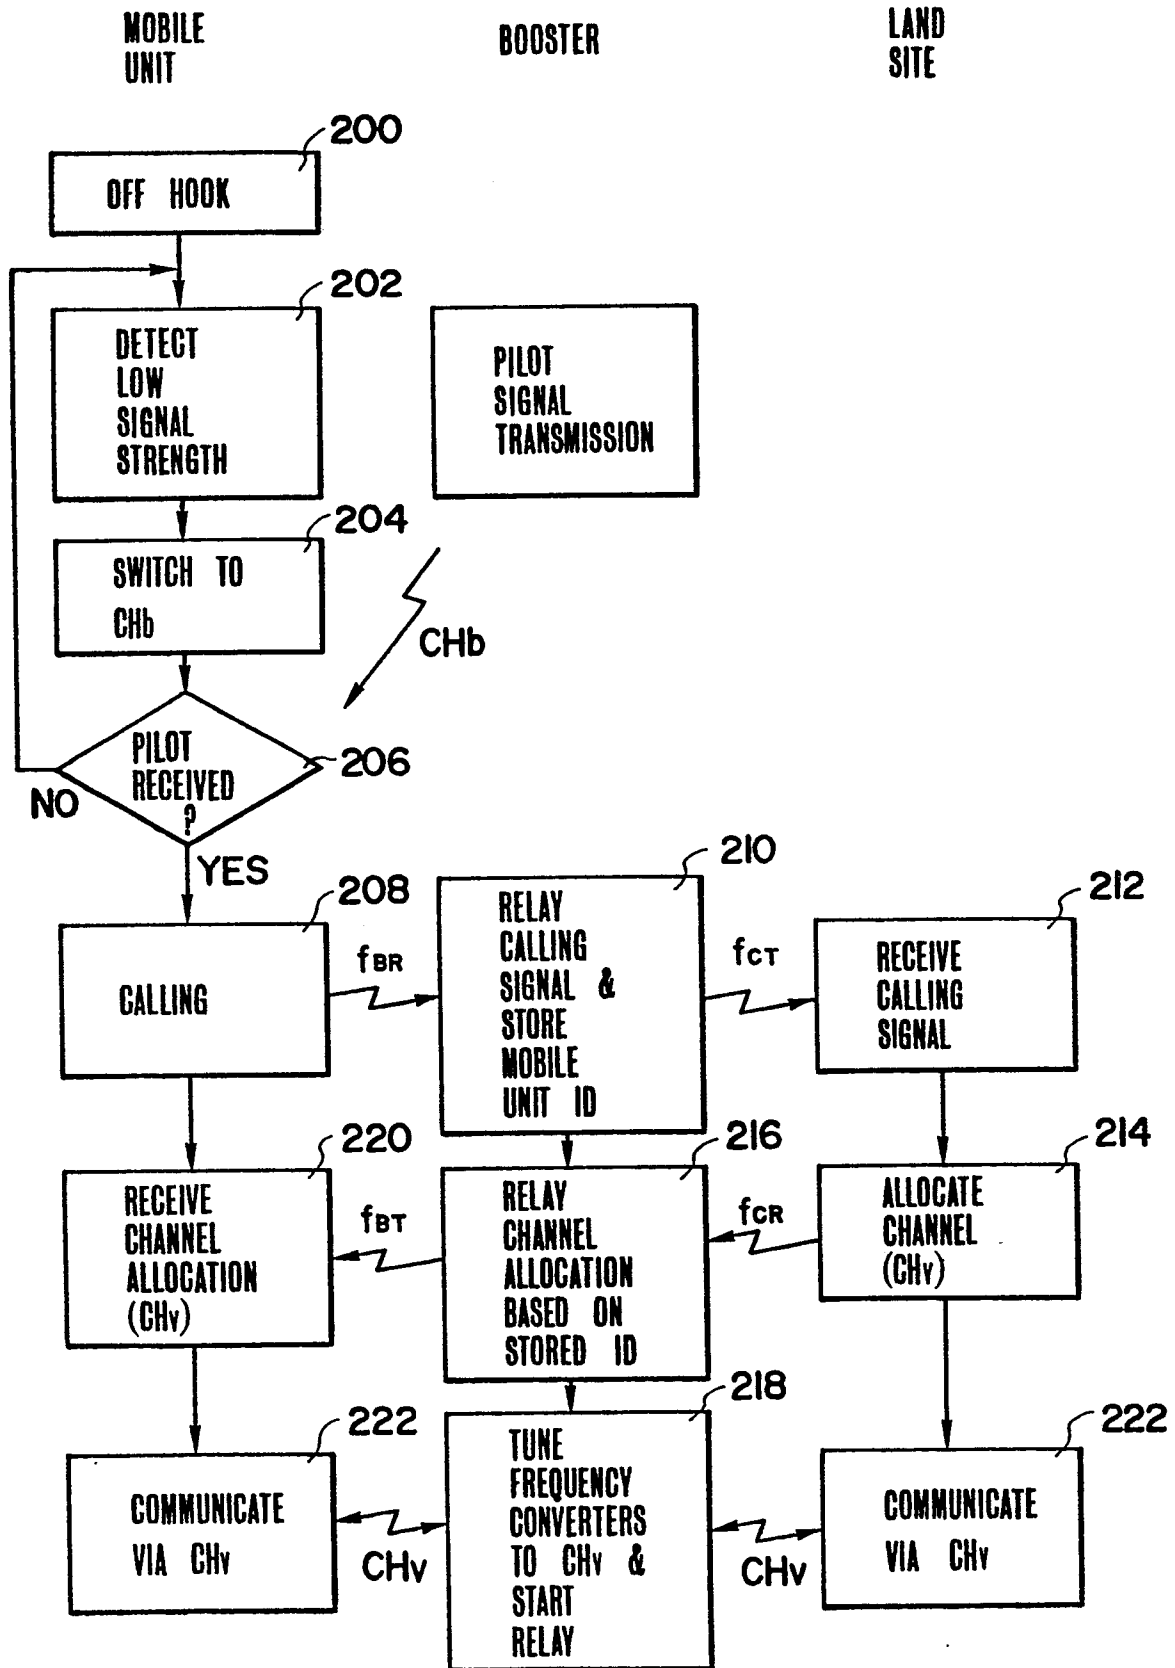 MOBILE
UNIT
BOOSTER
LAND
SITE
200
OFF HOOK
202
DETECT
LOW
SIGNAL
STRENGTH
PILOT
SIGNAL
TRANSMISSION
204
SWITCH TO
CHb
CHb
PILOT
RECEIVED
?
206
NO
YES
208
CALLING
fBR
210
RELAY
CALLING
SIGNAL &
STORE
MOBILE
UNIT ID
fCT
212
RECEIVE
CALLING
SIGNAL
220
RECEIVE
CHANNEL
ALLOCATION
(CHv)
fBT
216
RELAY
CHANNEL
ALLOCATION
BASED ON
STORED ID
fCR
214
ALLOCATE
CHANNEL
(CHv)
222
COMMUNICATE
VIA CHv
CHv
218
TUNE
FREQUENCY
CONVERTERS
TO CHv &
START
RELAY
CHv
222
COMMUNICATE
VIA CHv